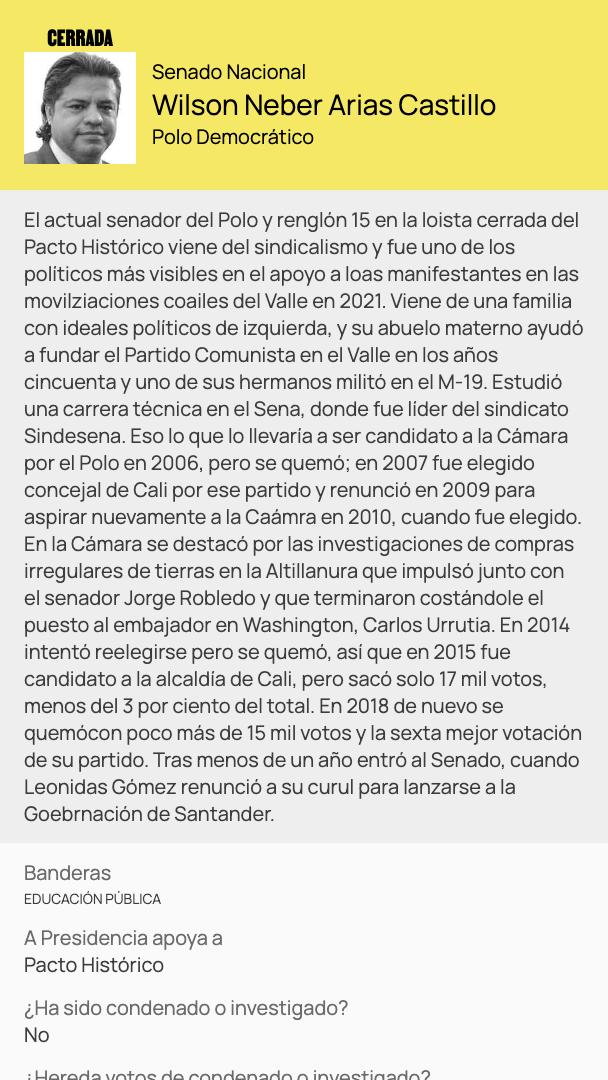 CERRADA
Senado Nacional
Wilson Neber Arias Castillo
Polo Democrático
El actual senador del Polo y renglón 15 en la loista cerrada del
Pacto Histórico viene del sindicalismo y fue uno de los
políticos más visibles en el apoyo a loas manifestantes en las
movilziaciones coailes del Valle en 2021. Viene de una familia
con ideales políticos de izquierda, y su abuelo materno ayudó
a fundar el Partido Comunista en el Valle en los años
cincuenta y uno de sus hermanos militó en el M-19. Estudió
una carrera técnica en el Sena, donde fue líder del sindicato
Sindesena. Eso lo que lo llevaría a ser candidato a la Cámara
por el Polo en 2006, pero se quemó; en 2007 fue elegido
concejal de Cali por ese partido y renunció en 2009 para
aspirar nuevamente a la Caámra en 2010, cuando fue elegido.
En la Cámara se destacó por las investigaciones de compras
irregulares de tierras en la Altillanura que impulsó junto con
el senador Jorge Robledo y que terminaron costándole el
puesto al embajador en Washington, Carlos Urrutia. En 2014
intentó reelegirse pero se quemó, así que en 2015 fue
candidato a la alcaldía de Cali, pero sacó solo 17 mil votos,
menos del 3 por ciento del total. En 2018 de nuevo se
quemócon poco más de 15 mil votos y la sexta mejor votación
de su partido. Tras menos de un año entró al Senado, cuando
Leonidas Gómez renunció a su curul para lanzarse a la
Goebrnación de Santander.
Banderas
EDUCACIÓN PÚBLICA
A Presidencia apoya a
Pacto Histórico
¿Ha sido condenado o investigado?
No
¿Hereda votos de condenado o investigado?